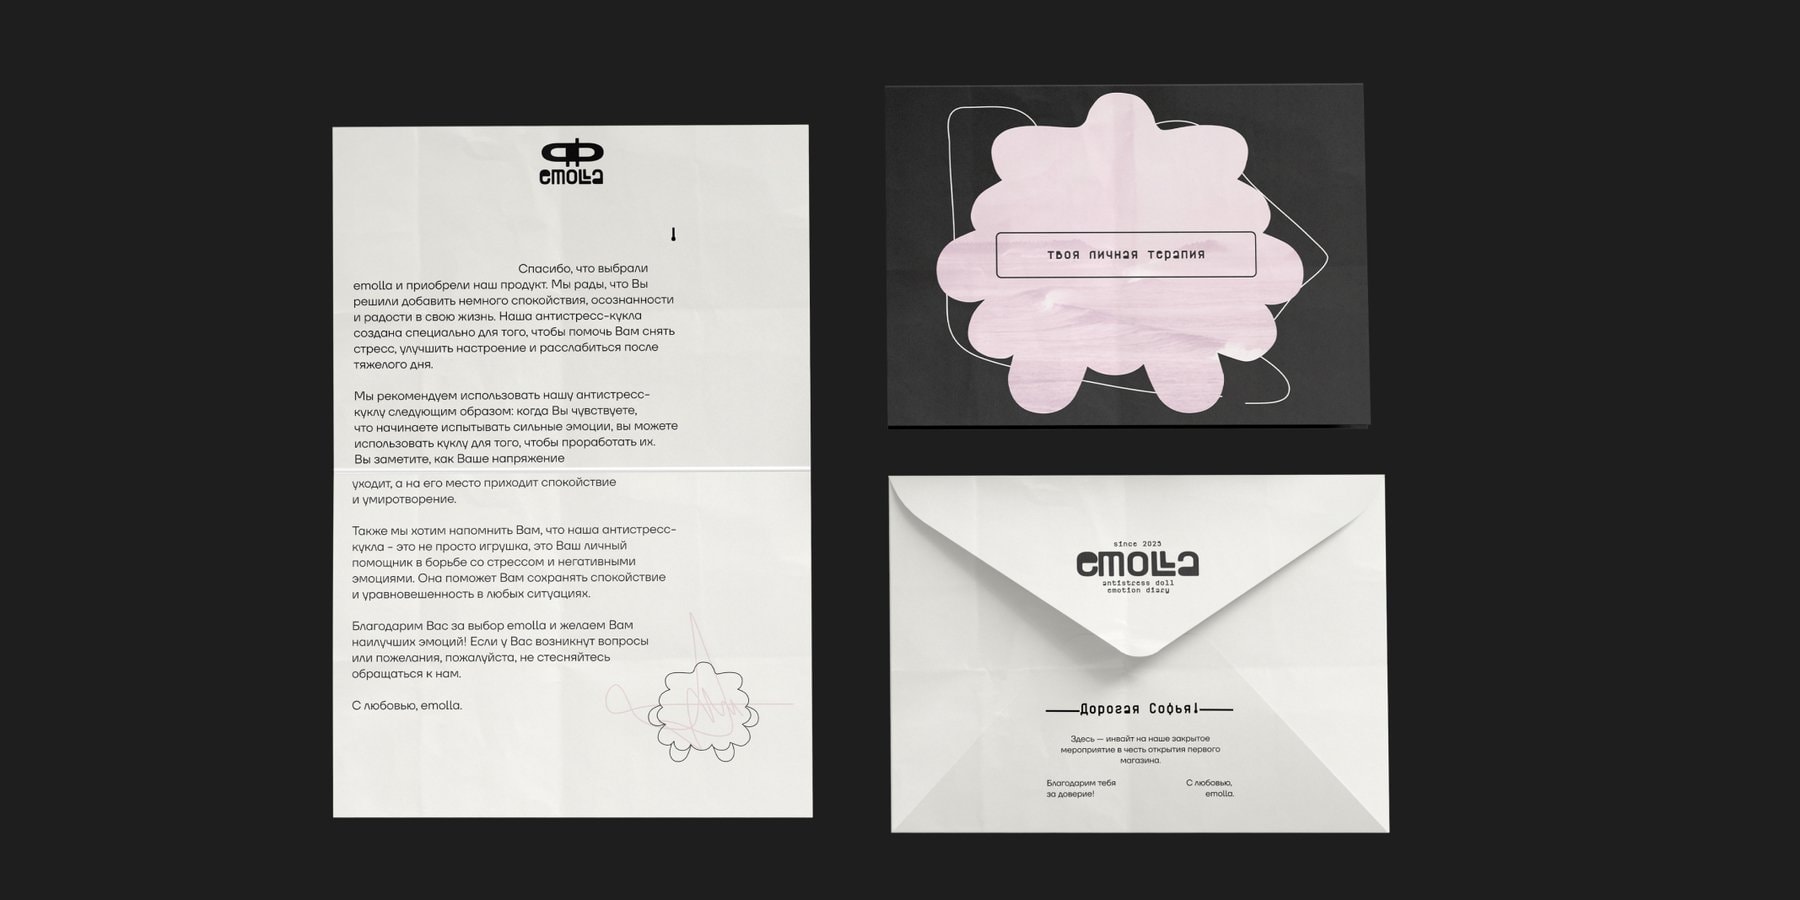 emolla
!
Спасибо, что выбрали
emolla и приобрели наш продукт. Мы рады, что Вы
решили добавить немного спокойствия, осознанности
и радости в свою жизнь. Наша антистресс-кукла
создана специально для того, чтобы помочь Вам снять
стресс, улучшить настроение и расслабиться после
тяжелого дня.
Мы рекомендуем использовать нашу антистресс-
куклу следующим образом: когда Вы чувствуете,
что начинаете испытывать сильные эмоции, вы можете
использовать куклу для того, чтобы проработать их.
Вы заметите, как Ваше напряжение
уходит, а на его место приходит спокойствие
и умиротворение.
Также мы хотим напомнить Вам, что наша антистресс-
кукла - это не просто игрушка, это Ваш личный
помощник в борьбе со стрессом и негативными
эмоциями. Она поможет Вам сохранять спокойствие
и уравновешенность в любых ситуациях.
Благодарим Вас за выбор emolla и желаем Вам
наилучших эмоций! Если у Вас возникнут вопросы
или пожелания, пожалуйста, не стесняйтесь
обращаться к нам.
С любовью, emolla.
твоя личная терапия
since 2023
emolla
antistress doll
emotion diary
Дорогая Софья!
Здесь — инвайт на наше закрытое
мероприятие в честь открытия первого
магазина.
Благодарим тебя
за доверие!
С любовью,
emolla.